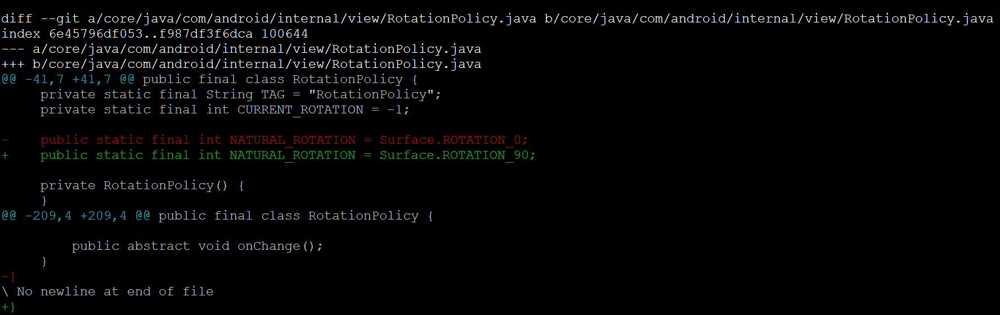 diff --git a/core/java/com/android/internal/view/RotationPolicy.java b/core/java/com/android/internal/view/RotationPolicy.java
index 6e45796df053..f987df3f6dca 100644
--- a/core/java/com/android/internal/view/RotationPolicy.java
+++ b/core/java/com/android/internal/view/RotationPolicy.java
@@ -41,7 +41,7 @@ public final class RotationPolicy {
     private static final String TAG = "RotationPolicy";
     private static final int CURRENT_ROTATION = -1;

-    public static final int NATURAL_ROTATION = Surface.ROTATION_0;
+    public static final int NATURAL_ROTATION = Surface.ROTATION_90;

     private RotationPolicy() {
     }
@@ -209,4 +209,4 @@ public final class RotationPolicy {

         public abstract void onChange();
     }
-}
\ No newline at end of file
+}